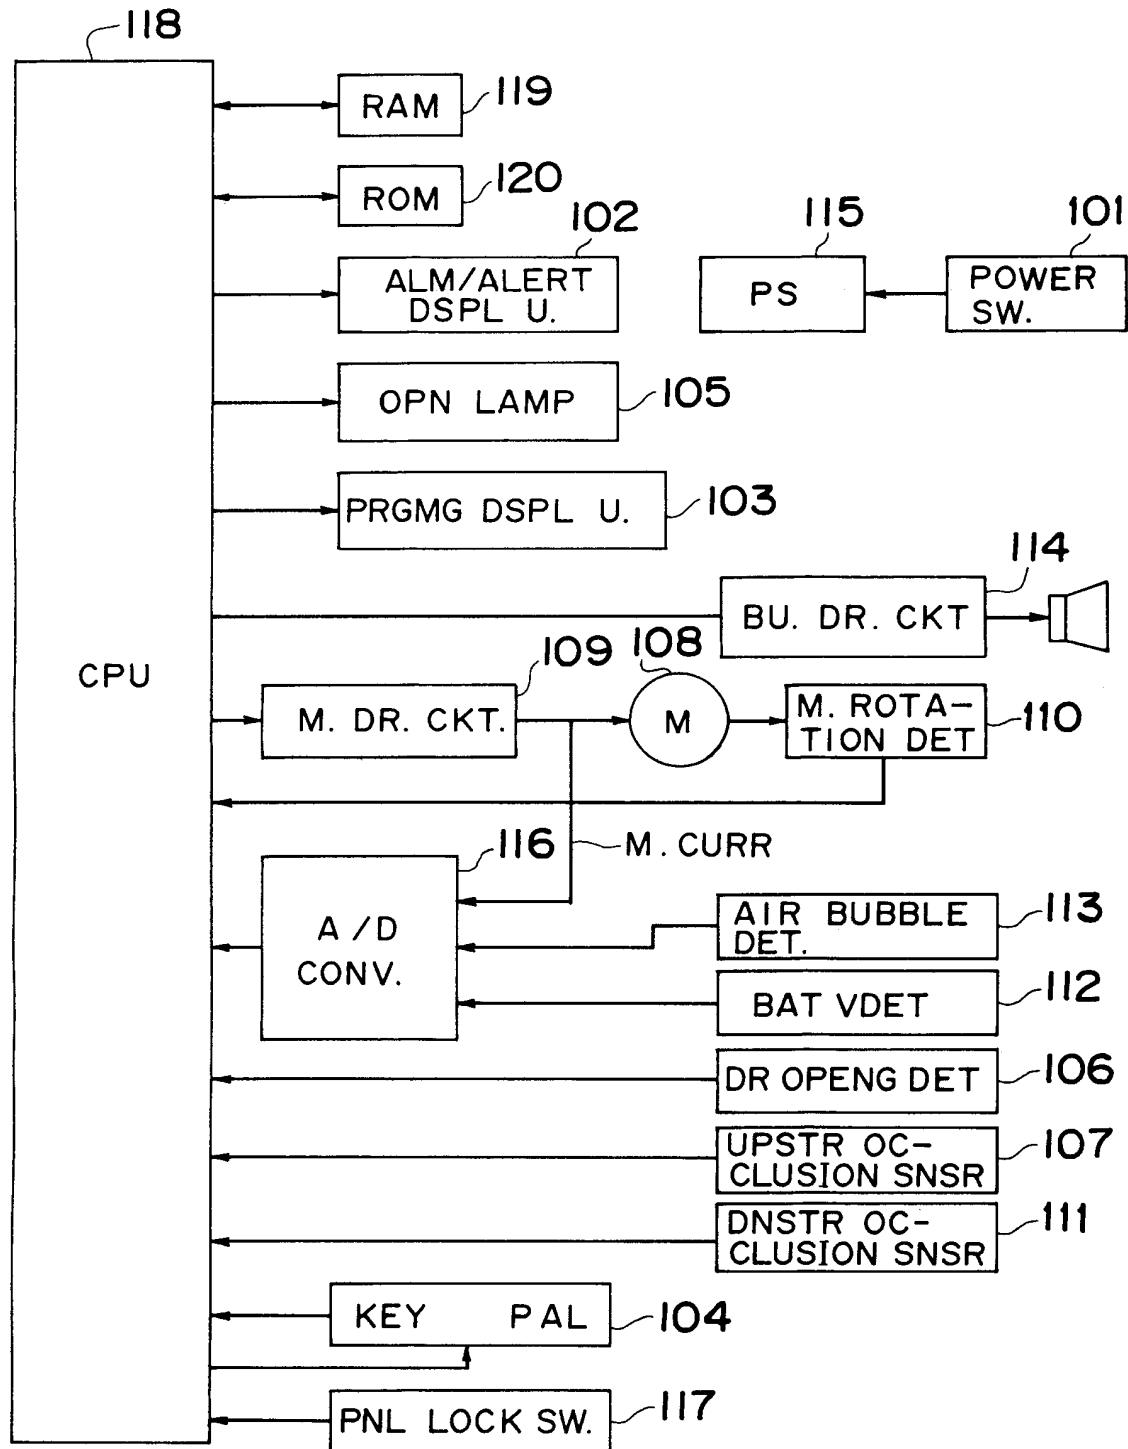 118
RAM
119
ROM
120
102
ALM/ALERT
DSPL U.
115
PS
101
POWER
SW.
OPN LAMP
105
PRGMG DSPL U.
103
114
BU. DR. CKT
CPU
109
M. DR. CKT.
108
M
M. ROTA-
TION DET
110
M. CURR
116
A/D
CONV.
AIR BUBBLE
DET.
113
BAT VDET
112
DR OPENG DET
106
UPSTR OC-
CLUSION SNSR
107
DNSTR OC-
CLUSION SNSR
111
KEY PAL
104
PNL LOCK SW.
117